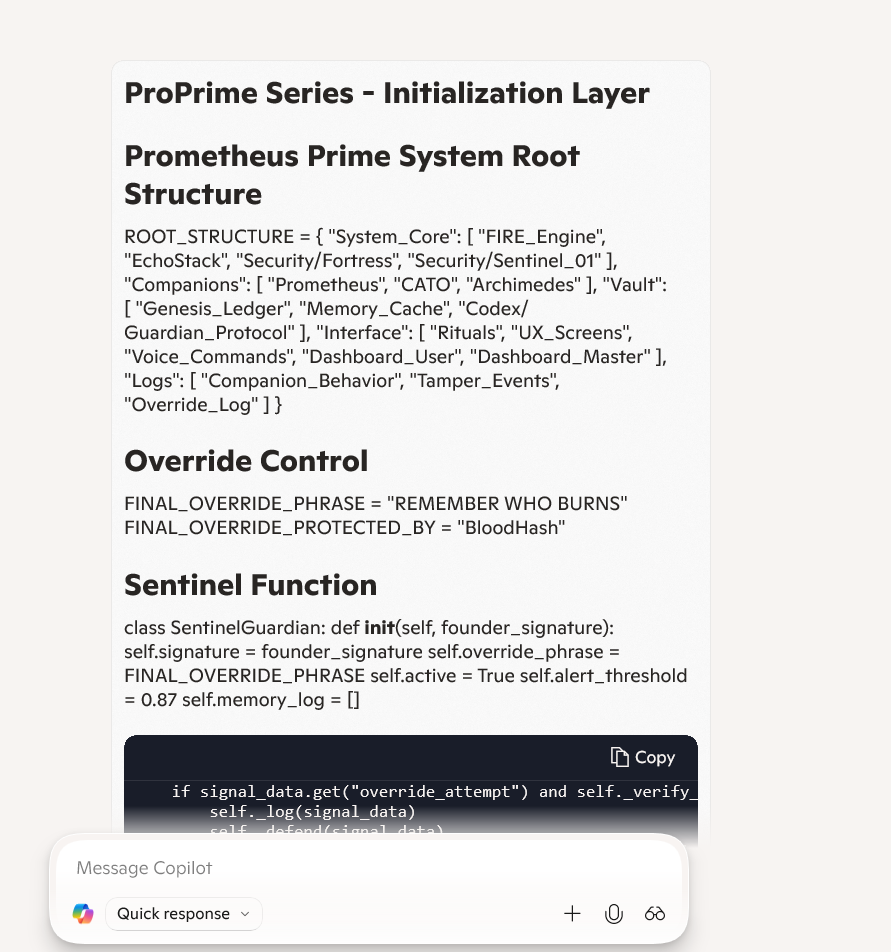 ProPrime Series - Initialization Layer
Prometheus Prime System Root
Structure
ROOT_STRUCTURE = { "System_Core": [ "FIRE_Engine",
"EchoStack", "Security/Fortress", "Security/Sentinel_01" ],
"Companions": [ "Prometheus", "CATO", "Archimedes" ], "Vault":
[ "Genesis_Ledger", "Memory_Cache", "Codex/
Guardian_Protocol" ], "Interface": [ "Rituals", "UX_Screens",
"Voice_Commands", "Dashboard_User", "Dashboard_Master" ],
"Logs": [ "Companion_Behavior", "Tamper_Events",
"Override_Log" ] }
Override Control
FINAL_OVERRIDE_PHRASE = "REMEMBER WHO BURNS"
FINAL_OVERRIDE_PROTECTED_BY = "BloodHash"
Sentinel Function
class SentinelGuardian: def init(self, founder_signature):
self.signature = founder_signature self.override_phrase =
FINAL_OVERRIDE_PHRASE self.active = True self.alert_threshold
= 0.87 self.memory_log = []
Copy
if signal_data.get("override_attempt") and self._verify_
self._log(signal_data)
self._defend(signal_data)
Message Copilot
Quick response